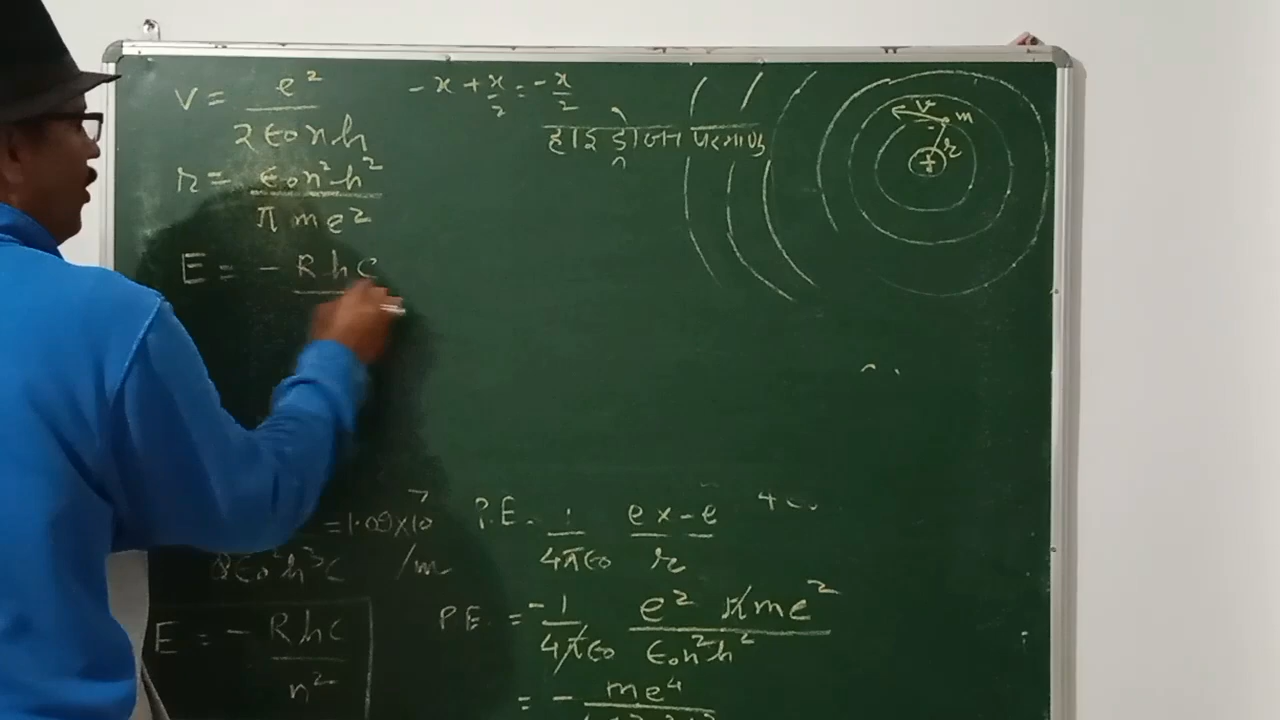 v = e² / 2ϵ₀nh
-x + x/2 = -x/2
हाइड्रोजन परमाणु
v
m
r
+
r = ϵ₀n²h² / πme²
E = - Rhc
= 1.09×10⁷ /m
8ϵ₀²h³c
E = - Rhc / n²
P.E. = 1/4πϵ₀ e×-e / r
P.E. = -1/4πϵ₀ e² πme² / ϵ₀n²h²
= - me⁴